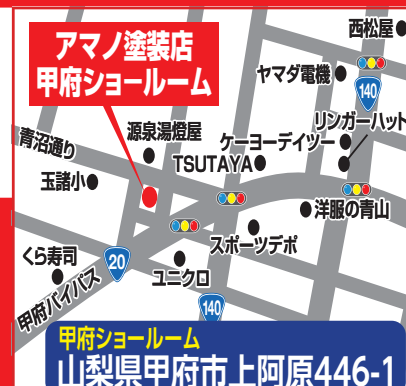 西松屋
アマノ塗装店
甲府ショールーム
ヤマダ電機
140
リンガーハット
青沼通り
源泉湯燈屋
ケーヨーデイツー
TSUTAYA
玉諸小
洋服の青山
スポーツデポ
くら寿司
20
ユニクロ
甲府バイパス
140
甲府ショールーム
山梨県甲府市上阿原446-1